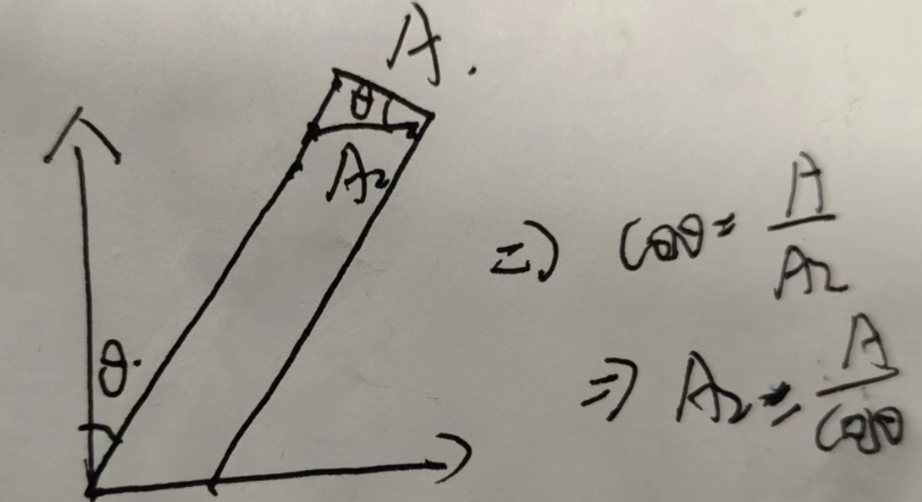 A.
θ
A₂
θ.
⇒ cosθ = A/A₂
⇒ A₂ = A/cosθ